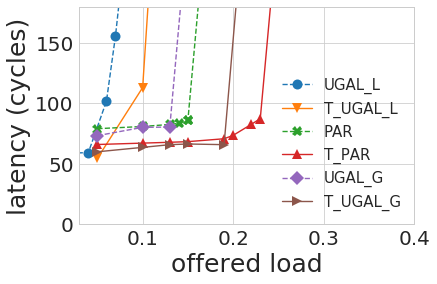 150
100
50
0
latency (cycles)
UGAL_L
T_UGAL_L
PAR
T_PAR
UGAL_G
T_UGAL_G
0.1 0.2 0.3 0.4
offered load